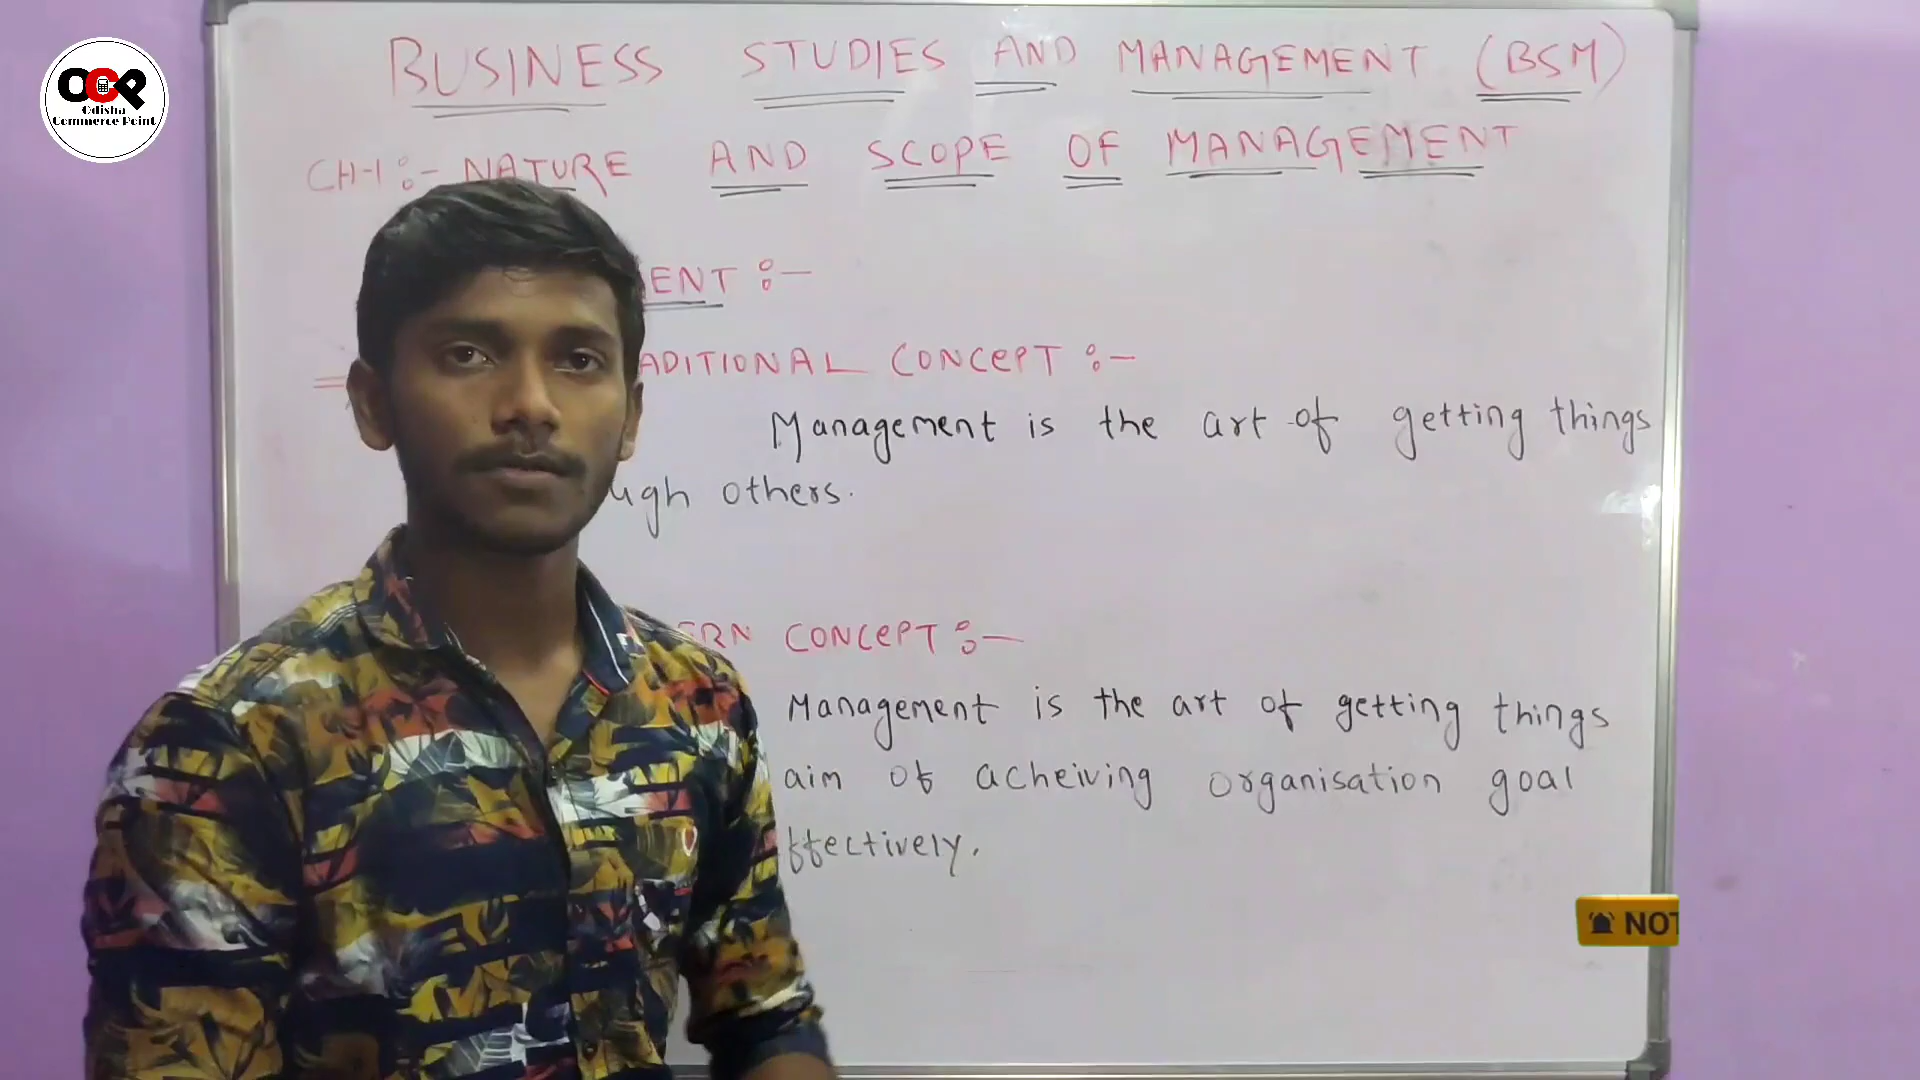 OCP
Odisha
Commerce Point
BUSINESS STUDIES AND MANAGEMENT (BSM)
CH-1:- NATURE AND SCOPE OF MANAGEMENT
ENT :-
ADITIONAL CONCEPT :-
Management is the art of getting things
ugh others.
ERN CONCEPT :-
Management is the art of getting things
aim of acheiving organisation goal
ffectively.
NOT